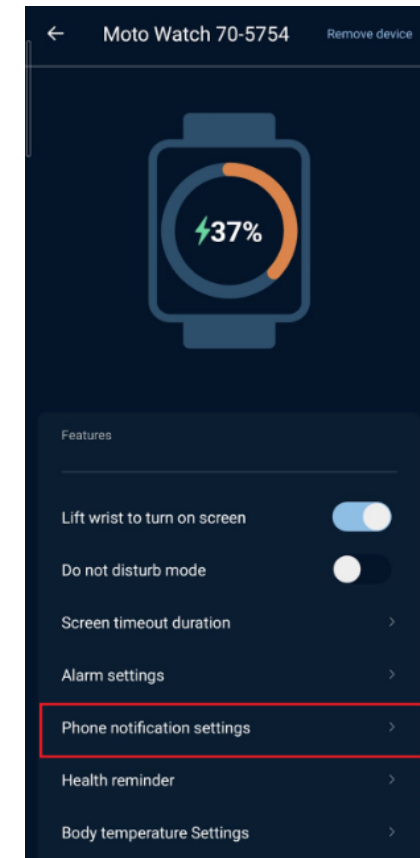 Moto Watch 70-5754 Remove device
37%
Features
Lift wrist to turn on screen
Do not disturb mode
Screen timeout duration
Alarm settings
Phone notification settings
Health reminder
Body temperature Settings